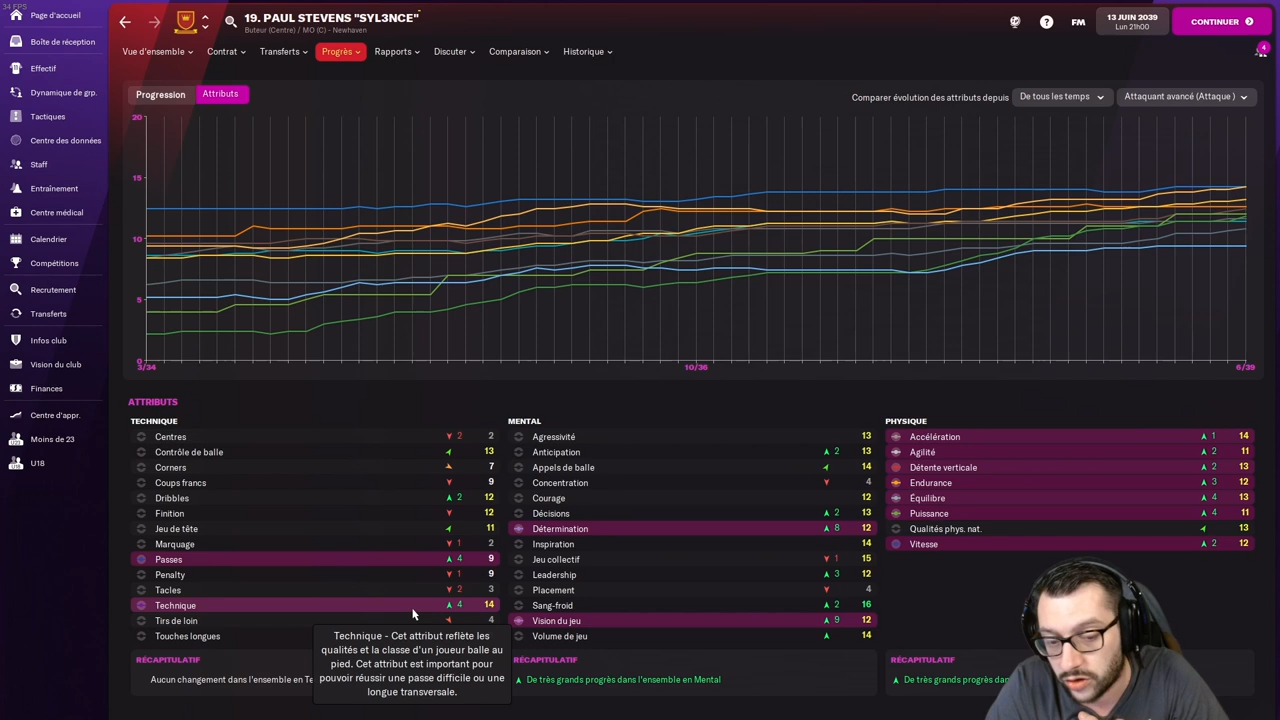 34 FPS
Page d'accueil
Boîte de réception
Effectif
Dynamique de grp.
Tactiques
Centre des données
Staff
Entraînement
Centre médical
Calendrier
Compétitions
Recrutement
Transferts
Infos club
Vision du club
Finances
Centre d'appr.
Moins de 23
U18
19. PAUL STEVENS "SYL3NCE"
Buteur (Centre) / MO (C) - Newhaven
FM
13 JUIN 2039
Lun 21h00
CONTINUER
4
Vue d'ensemble Contrat Transferts Progrès Rapports Discuter Comparaison Historique
Progression Attributs
Comparer évolution des attributs depuis De tous les temps Attaquant avancé (Attaque )
20
15
10
5
0
3/34 10/36 6/39
ATTRIBUTS
TECHNIQUE
Centres 2 2
Contrôle de balle 13
Corners 7
Coups francs 9
Dribbles 2 12
Finition 12
Jeu de tête 11
Marquage 1 2
Passes 4 9
Penalty 1 9
Tacles 2 3
Technique 4 14
Tirs de loin 4
Touches longues
Technique - Cet attribut reflète les
qualités et la classe d'un joueur balle au
pied. Cet attribut est important pour
pouvoir réussir une passe difficile ou une
longue transversale.
RÉCAPITULATIF
Aucun changement dans l'ensemble en Te
MENTAL
Agressivité 13
Anticipation 2 13
Appels de balle 14
Concentration 4
Courage 12
Décisions 2 13
Détermination 8 12
Inspiration 14
Jeu collectif 1 15
Leadership 3 12
Placement 4
Sang-froid 2 16
Vision du jeu 9 12
Volume de jeu 14
RÉCAPITULATIF
De très grands progrès dans l'ensemble en Mental
PHYSIQUE
Accélération 1 14
Agilité 2 11
Détente verticale 2 13
Endurance 3 12
Équilibre 4 13
Puissance 4 11
Qualités phys. nat. 13
Vitesse 2 12
RÉCAPITULATIF
De très grands progrès dan